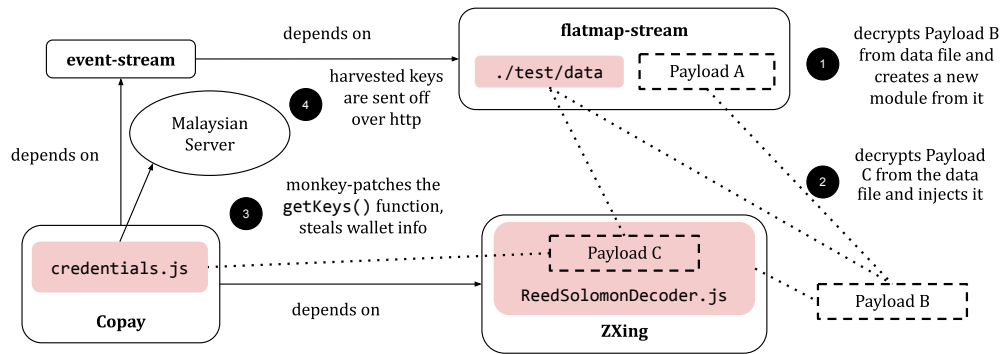 depends on
flatmap-stream
event-stream
./test/data
Payload A
1
decrypts Payload B
from data file and
creates a new
module from it
harvested keys
are sent off
over http
4
Malaysian
Server
depends on
2
decrypts Payload
C from the data
file and injects it
3
monkey-patches the
getKeys() function,
steals wallet info
credentials.js
Copay
depends on
Payload C
ReedSolomonDecoder.js
ZXing
Payload B